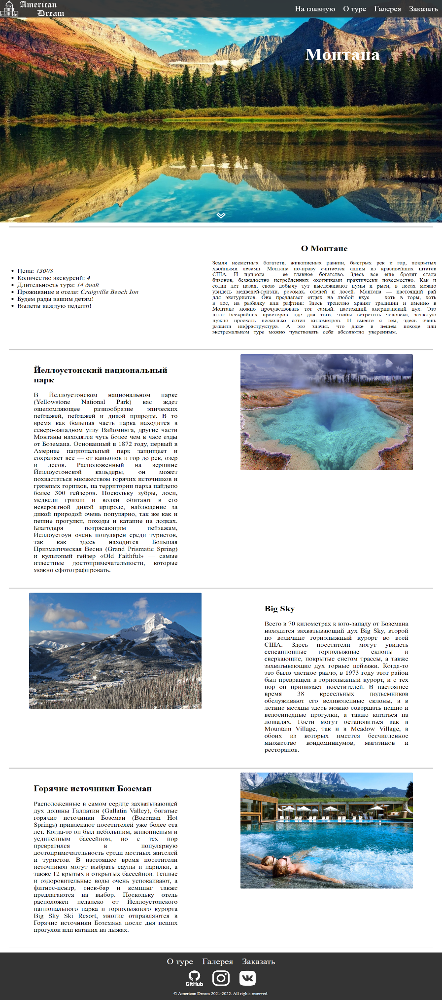 American
Dream
На главную О туре Галерея Заказать
Монтана
О Монтане
Цена: 1300$
Количество экскурсий: 4
Длительность тура: 14 дней
Проживание в отеле: Craigville Beach Inn
Будем рады вашим детям!
Вылеты каждую неделю!
Земля несметных богатств, живописных равнин, быстрых рек и гор, покрытых
хвойными лесами. Монтана по-праву считается одним из красивейших штатов
США. И природа — ее главное богатство. Здесь все еще бродят стада
бизонов, безжалостно истребленных охотниками практически повсеместно. Как и
сотни лет назад, свою добычу тут выслеживают пумы и рыси, в лесах можно
увидеть медведей-гризли, росомах, оленей и лосей. Монтана — настоящий рай
для экотуристов. Она предлагает отдых на любой вкус хоть в горы, хоть
в лес, на рыбалку или рафтинг. Здесь трепетно хранят традиции и именно в
Монтане можно прочувствовать тот самый, настоящий американский дух. Это
штат бескрайних просторов, где для того, чтобы встретить человека, зачастую
нужно проехать несколько сотен километров. И вместе с тем, здесь очень
развита инфраструктура. А это значит, что даже в пешем походе или
экстремальном туре можно чувствовать себя абсолютно уверенным.
Йеллоустонский национальный
парк
В Йеллоустонском национальном парке
(Yellowstone National Park) вас ждет
ошеломляющее разнообразие эпических
пейзажей, пейзажей и дикой природы. В то
время как большая часть парка находится в
северо-западном углу Вайоминга, другие части
Монтаны находятся чуть более чем в часе езды
от Боземана. Основанный в 1872 году, первый в
Америке национальный парк защищает и
сохраняет все — от каньонов и гор до рек, озер
и лесов. Расположенный на вершине
Йеллоустонской кальдеры, он может
похвастаться множеством горячих источников и
грязевых горшков, на территории парка найдено
более 300 гейзеров. Поскольку зубры, лоси,
медведи гризли и волки обитают в его
невероятной дикой природе, наблюдение за
дикой природой очень популярно, так же как и
пешие прогулки, походы и катание на лодках.
Благодаря потрясающим пейзажам,
Йеллоустоун очень популярен среди туристов,
так как здесь находится Большая
Призматическая Весна (Grand Prismatic Spring)
и культовый гейзер «Old Faithful» — самые
известные достопримечательности, которые
можно сфотографировать.
Big Sky
Всего в 70 километрах к юго-западу от Боземана
находится захватывающий дух Big Sky, второй
по величине горнолыжный курорт во всей
США. Здесь посетители могут увидеть
сенсационные горнолыжные склоны и
сверкающие, покрытые снегом трассы, а также
захватывающие дух горные пейзажи. Когда-то
это было частное ранчо, в 1973 году этот район
был превращен в горнолыжный курорт, и с тех
пор он принимает посетителей. В настоящее
время 38 кресельных подъемников
обслуживают его великолепные склоны, а в
летние месяцы здесь можно совершать пешие и
велосипедные прогулки, а также кататься на
лошадях. Гости могут остановиться как в
Mountain Village, так и в Meadow Village, в
обоих из которых имеется бесчисленное
множество кондоминиумов, магазинов и
ресторанов.
Горячие источники Боземан
Расположенные в самом сердце захватывающей
дух долины Галлатин (Gallatin Valley), богатые
горячие источники Боземан (Bozeman Hot
Springs) привлекают посетителей уже более ста
лет. Когда-то он был небольшим, живописным и
уединенным бассейном, но с тех пор
превратился в популярную
достопримечательность среди местных жителей
и туристов. В настоящее время посетители
источников могут выбрать сауны и парилки, а
также 12 крытых и открытых бассейнов. Теплые
и оздоровительные воды очень успокаивают, а
фитнес-центр, снек-бар и кемпинг также
предлагаются на выбор. Поскольку отель
расположен недалеко от Йеллоустонского
национального парка и горнолыжного курорта
Big Sky Ski Resort, многие отправляются в
Горячие источники Боземана после дня пеших
прогулок или катания на лыжах.
О туре Галерея Заказать
GitHub
© American Dream 2021-2022. All rights reserved.